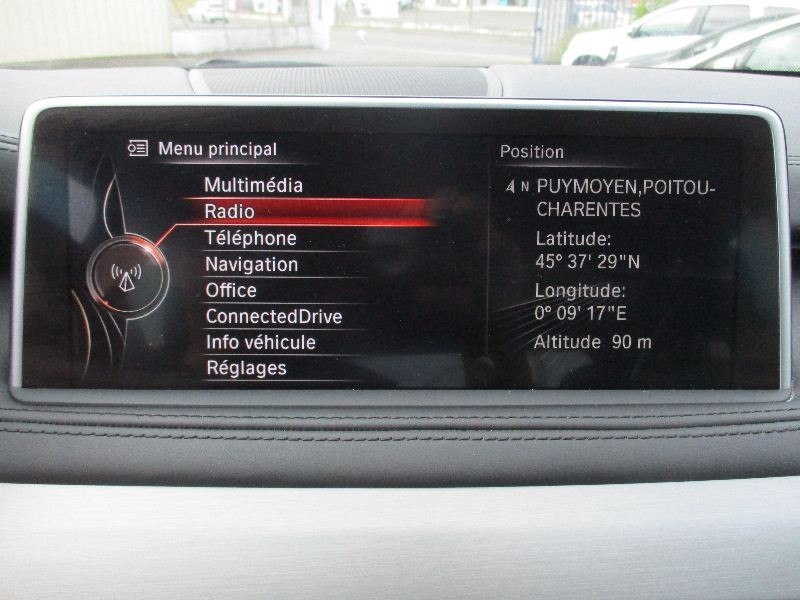 Menu principal
Multimédia
Radio
Téléphone
Navigation
Office
ConnectedDrive
Info véhicule
Réglages
Position
N PUYMOYEN,POITOU-
CHARENTES
Latitude:
45° 37' 29"N
Longitude:
0° 09' 17"E
Altitude 90 m